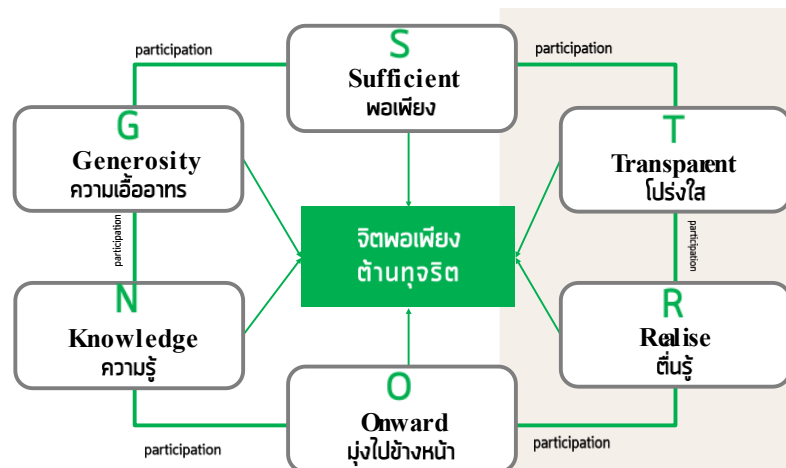 participation
S
Sufficient
พอเพียง
participation
G
Generosity
ความเอื้ออาทร
T
Transparent
โปร่งใส
จิตพอเพียง
ต้านทุจริต
participation
participation
N
Knowledge
ความรู้
R
Realise
ตื่นรู้
O
Onward
มุ่งไปข้างหน้า
participation
participation